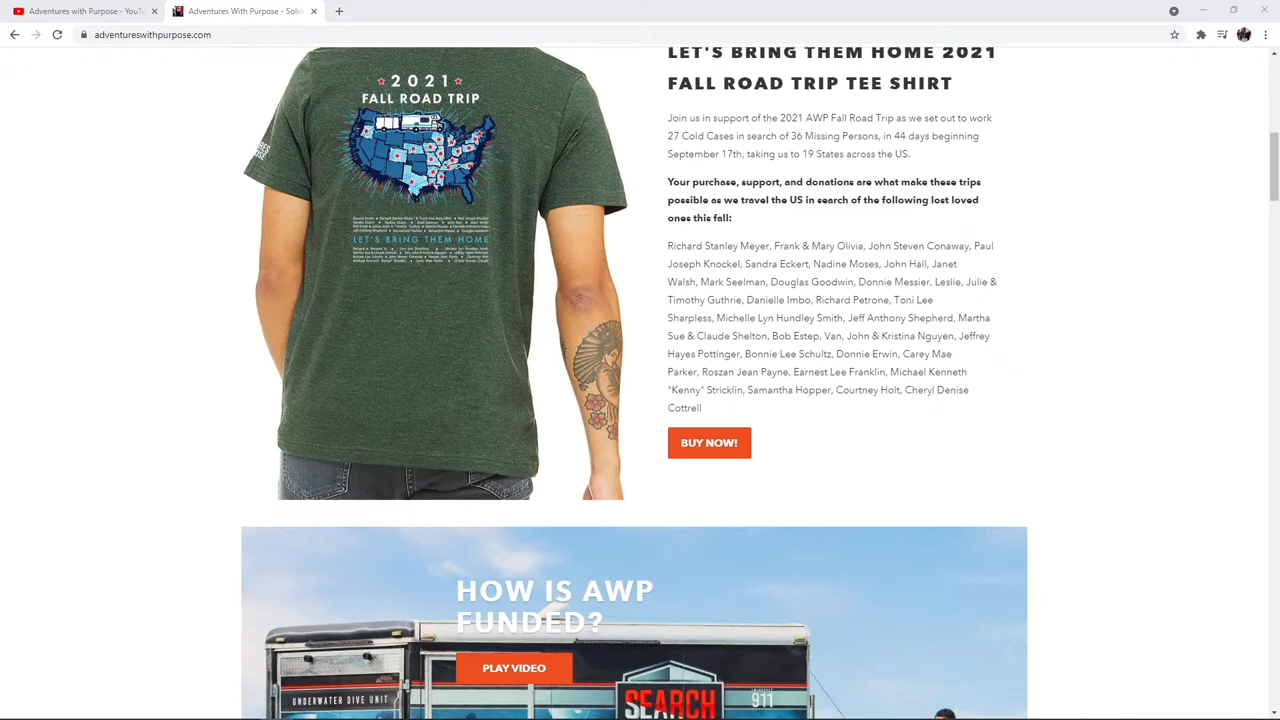 Adventures with Purpose - YouT
Adventures With Purpose - Solvi
adventureswithpurpose.com
2021
FALL ROAD TRIP
LET'S BRING THEM HOME
LET'S BRING THEM HOME 2021
FALL ROAD TRIP TEE SHIRT
Join us in support of the 2021 AWP Fall Road Trip as we set out to work
27 Cold Cases in search of 36 Missing Persons, in 44 days beginning
September 17th, taking us to 19 States across the US.
Your purchase, support, and donations are what make these trips
possible as we travel the US in search of the following lost loved
ones this fall:
Richard Stanley Meyer, Frank & Mary Olivia, John Steven Conaway, Paul
Joseph Knockel, Sandra Eckert, Nadine Moses, John Hall, Janet
Walsh, Mark Seelman, Douglas Goodwin, Donnie Messier, Leslie, Julie &
Timothy Guthrie, Danielle Imbo, Richard Petrone, Toni Lee
Sharpless, Michelle Lyn Hundley Smith, Jeff Anthony Shepherd, Martha
Sue & Claude Shelton, Bob Estep, Van, John & Kristina Nguyen, Jeffrey
Hayes Pottinger, Bonnie Lee Schultz, Donnie Erwin, Carey Mae
Parker, Roszan Jean Payne, Earnest Lee Franklin, Michael Kenneth
"Kenny" Stricklin, Samantha Hopper, Courtney Holt, Cheryl Denise
Cottrell
BUY NOW!
HOW IS AWP
FUNDED?
PLAY VIDEO
UNDERWATER DIVE UNIT
SEARCH
911